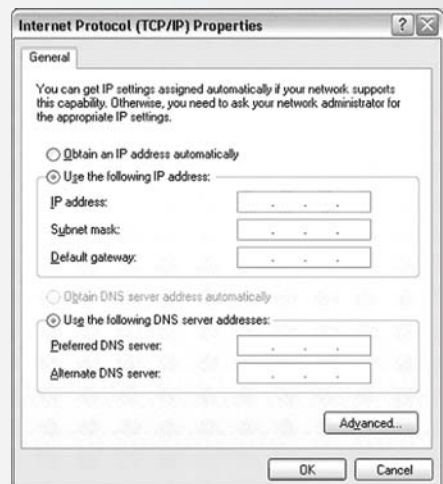 Internet Protocol (TCP/IP) Properties
General
You can get IP settings assigned automatically if your network supports
this capability. Otherwise, you need to ask your network administrator for
the appropriate IP settings.
Obtain an IP address automatically
Use the following IP address:
IP address:
Subnet mask:
Default gateway:
Obtain DNS server address automatically
Use the following DNS server addresses:
Preferred DNS server:
Alternate DNS server:
Advanced...
OK Cancel